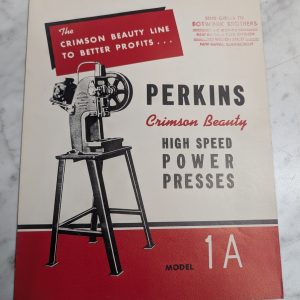 The
CRIMSON BEAUTY LINE
TO BETTER PROFITS...
PERKINS
Crimson Beauty
HIGH SPEED
POWER
PRESSES
MODEL 1A